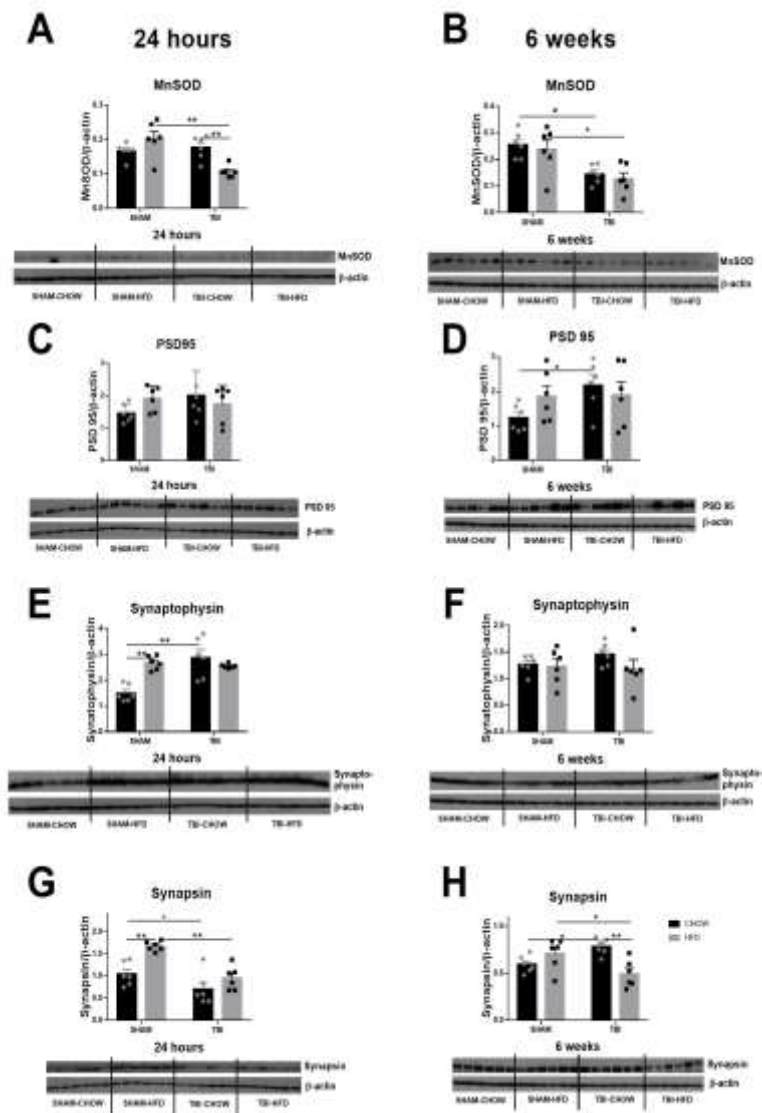 A 24 hours
B 6 weeks
MnSOD
MnSOD/β-actin
SHAM TBI
**
**
24 hours
MnSOD
β-actin
SHAM-CHOW SHAM-HFD TBI-CHOW TBI-HFD
MnSOD
MnSOD/β-actin
SHAM TBI
*
*
6 weeks
MnSOD
β-actin
SHAM-CHOW SHAM-HFD TBI-CHOW TBI-HFD
C
PSD95
PSD 95/β-actin
SHAM TBI
24 hours
PSD 95
β-actin
SHAM-CHOW SHAM-HFD TBI-CHOW TBI-HFD
D
PSD 95
PSD 95/β-actin
SHAM TBI
*
6 weeks
PSD 95
β-actin
SHAM-CHOW SHAM-HFD TBI-CHOW TBI-HFD
E
Synaptophysin
SHAM TBI
**
**
24 hours
Synapto-
physin
β-actin
SHAM-CHOW SHAM-HFD TBI-CHOW TBI-HFD
F
Synaptophysin
SHAM TBI
6 weeks
Synapto-
physin
β-actin
SHAM-CHOW SHAM-HFD TBI-CHOW TBI-HFD
G
Synapsin
Synapsin/β-actin
SHAM TBI
*
** **
24 hours
Synapsin
β-actin
SHAM-CHOW SHAM-HFD TBI-CHOW TBI-HFD
H
Synapsin
Synapsin/β-actin
1.0
0.5
0.0
SHAM TBI
*
* **
CHOW
HFD
6 weeks
Synapsin
β-actin
SHAM-CHOW SHAM-HFD TBI-CHOW TBI-HFD